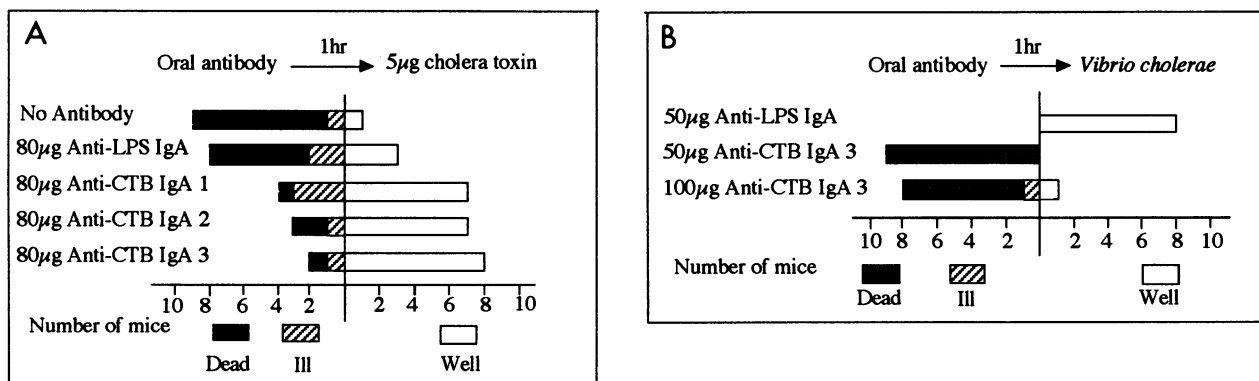 A
1hr
Oral antibody 5µg cholera toxin
No Antibody
80µg Anti-LPS IgA
80µg Anti-CTB IgA 1
80µg Anti-CTB IgA 2
80µg Anti-CTB IgA 3
10 8 6 4 2 2 4 6 8 10
Number of mice
Dead Ill Well
B
1hr
Oral antibody Vibrio cholerae
50µg Anti-LPS IgA
50µg Anti-CTB IgA 3
100µg Anti-CTB IgA 3
10 8 6 4 2 2 4 6 8 10
Number of mice
Dead Ill Well